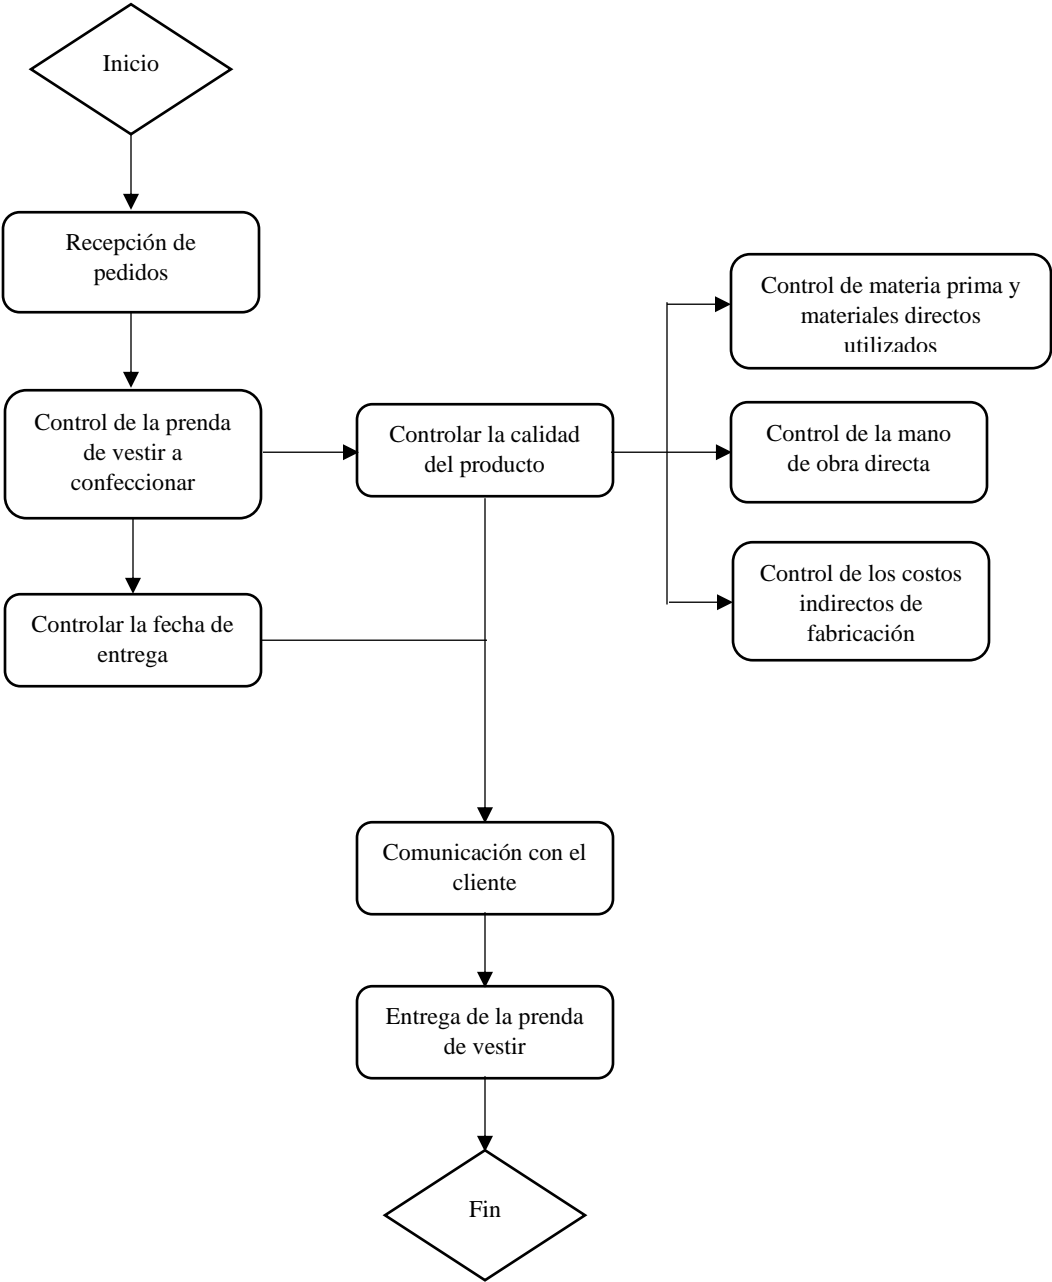 Inicio
Recepción de
pedidos
Control de la prenda
de vestir a
confeccionar
Controlar la fecha de
entrega
Controlar la calidad
del producto
Control de materia prima y
materiales directos
utilizados
Control de la mano
de obra directa
Control de los costos
indirectos de
fabricación
Comunicación con el
cliente
Entrega de la prenda
de vestir
Fin